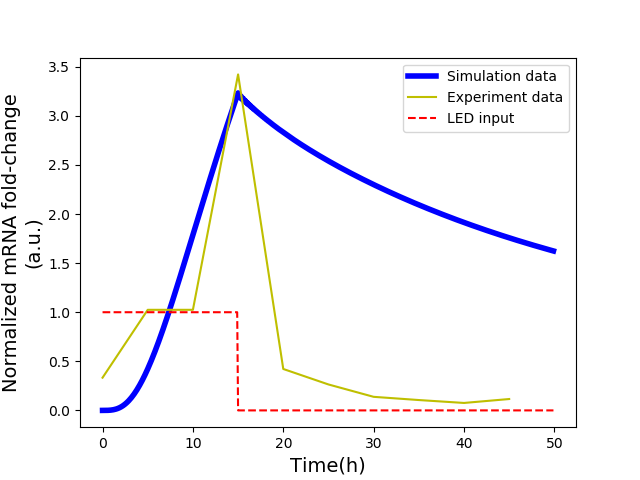 Normalized mRNA fold-change
(a.u.)
3.5
3.0
2.5
2.0
1.5
1.0
0.5
0.0
Simulation data
Experiment data
LED input
0 10 20 30 40 50
Time(h)